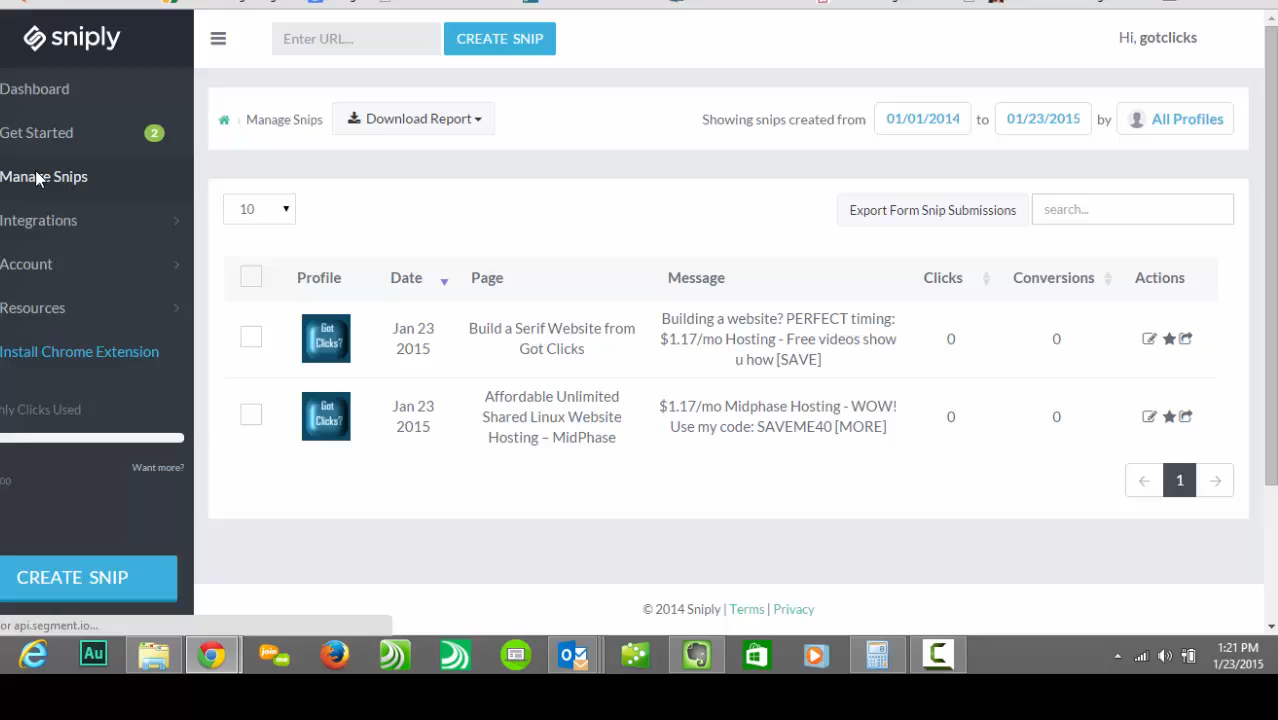 sniply
Enter URL...
CREATE SNIP
Hi, gotclicks
Dashboard
Get Started
2
Manage Snips
Integrations
Account
Resources
Install Chrome Extension
Clicks Used
Want more?
00
CREATE SNIP
or api.segment.io...
Manage Snips
Download Report
Showing snips created from
01/01/2014
to
01/23/2015
by
All Profiles
10
Export Form Snip Submissions
search...
Profile
Date
Page
Message
Clicks
Conversions
Actions
Got
Clicks?
Jan 23
2015
Build a Serif Website from
Got Clicks
Building a website? PERFECT timing:
$1.17/mo Hosting - Free videos show
u how [SAVE]
0
0
Got
Clicks?
Jan 23
2015
Affordable Unlimited
Shared Linux Website
Hosting – MidPhase
$1.17/mo Midphase Hosting - WOW!
Use my code: SAVEME40 [MORE]
0
0
1
© 2014 Sniply | Terms | Privacy
Au
1:21 PM
1/23/2015